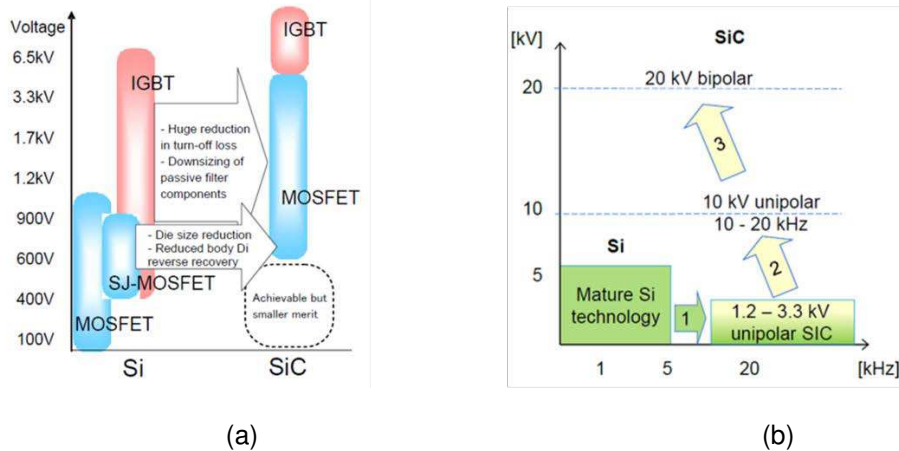 Voltage
6.5kV
3.3kV
1.7kV
1.2kV
900V
600V
400V
100V
IGBT
SJ-MOSFET
MOSFET
- Huge reduction
in turn-off loss
- Downsizing of
passive filter
components
- Die size reduction
- Reduced body Di
reverse recovery
IGBT
MOSFET
Achievable but
smaller merit
Si
SiC
(a)
[kV]
SiC
20 kV bipolar
20
3
10 kV unipolar
10
10 - 20 kHz
Si
2
5
Mature Si
technology
1
1.2 – 3.3 kV
unipolar SIC
1
5
20
[kHz]
(b)